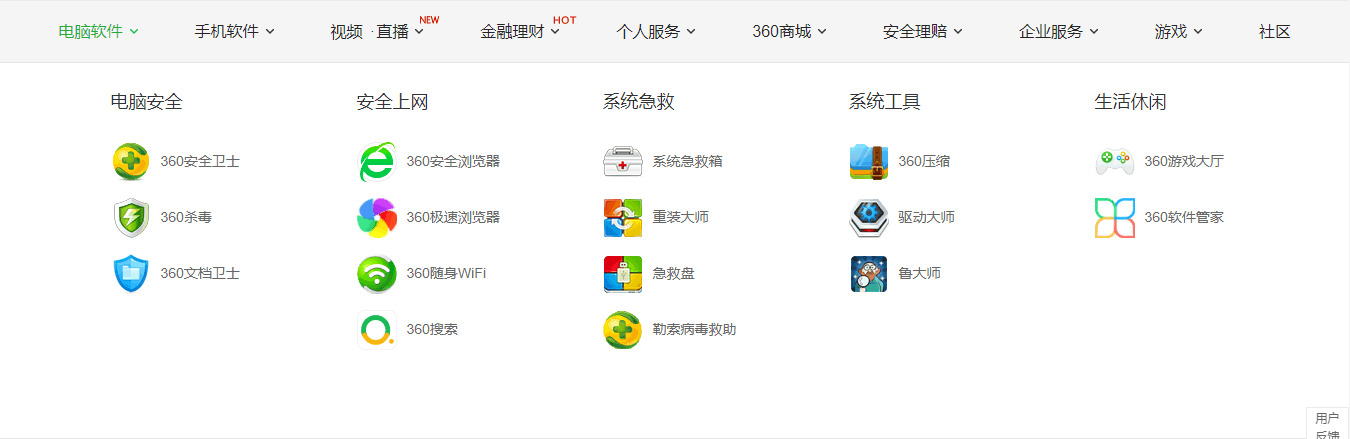 电脑软件 手机软件 视频 · 直播 NEW 金融理财 HOT 个人服务 360商城 安全理赔 企业服务 游戏 社区
电脑安全 安全上网 系统急救 系统工具 生活休闲
360安全卫士 360安全浏览器 系统急救箱 360压缩 360游戏大厅
360杀毒 360极速浏览器 重装大师 驱动大师 360软件管家
360文档卫士 360随身WiFi 急救盘 鲁大师
360搜索 勒索病毒救助
用户
反馈